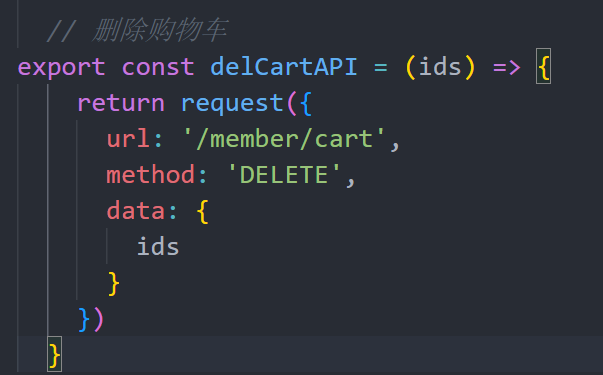 // 删除购物车
export const delCartAPI = (ids) => {
return request({
url: '/member/cart',
method: 'DELETE',
data: {
ids
}
})
}